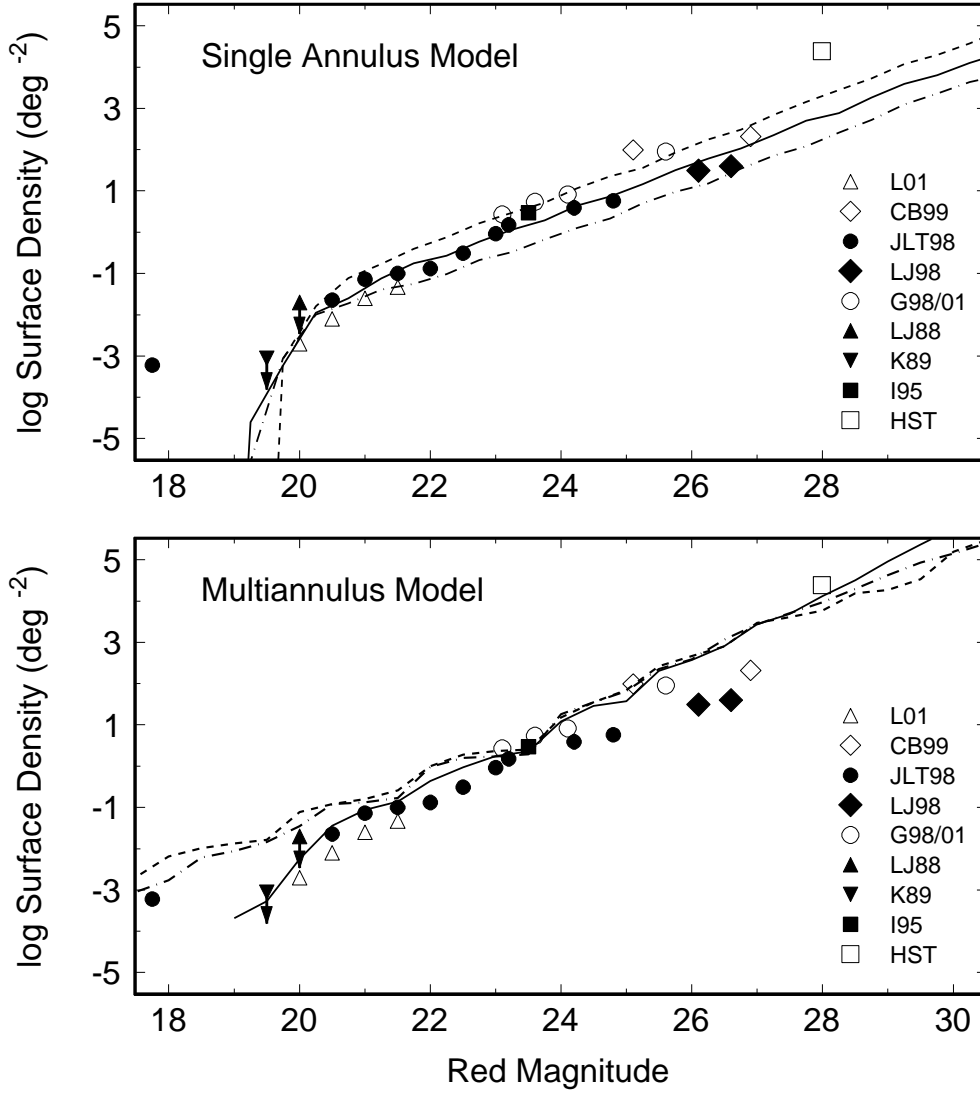 5
3
1
-1
-3
-5
log Surface Density (deg -2)
Single Annulus Model
L01
CB99
JLT98
LJ98
G98/01
LJ88
K89
I95
HST
18 20 22 24 26 28 30
5
3
1
-1
-3
-5
log Surface Density (deg -2)
Multiannulus Model
L01
CB99
JLT98
LJ98
G98/01
LJ88
K89
I95
HST
18 20 22 24 26 28 30
Red Magnitude